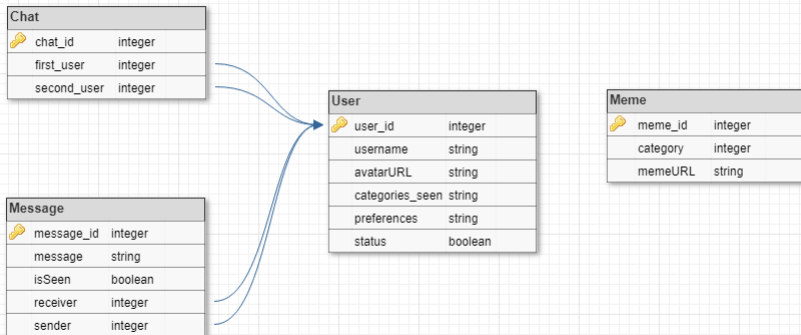 Chat
chat_id integer
first_user integer
second_user integer
User
user_id integer
username string
avatarURL string
categories_seen string
preferences string
status boolean
Meme
meme_id integer
category integer
memeURL string
Message
message_id integer
message string
isSeen boolean
receiver integer
sender integer